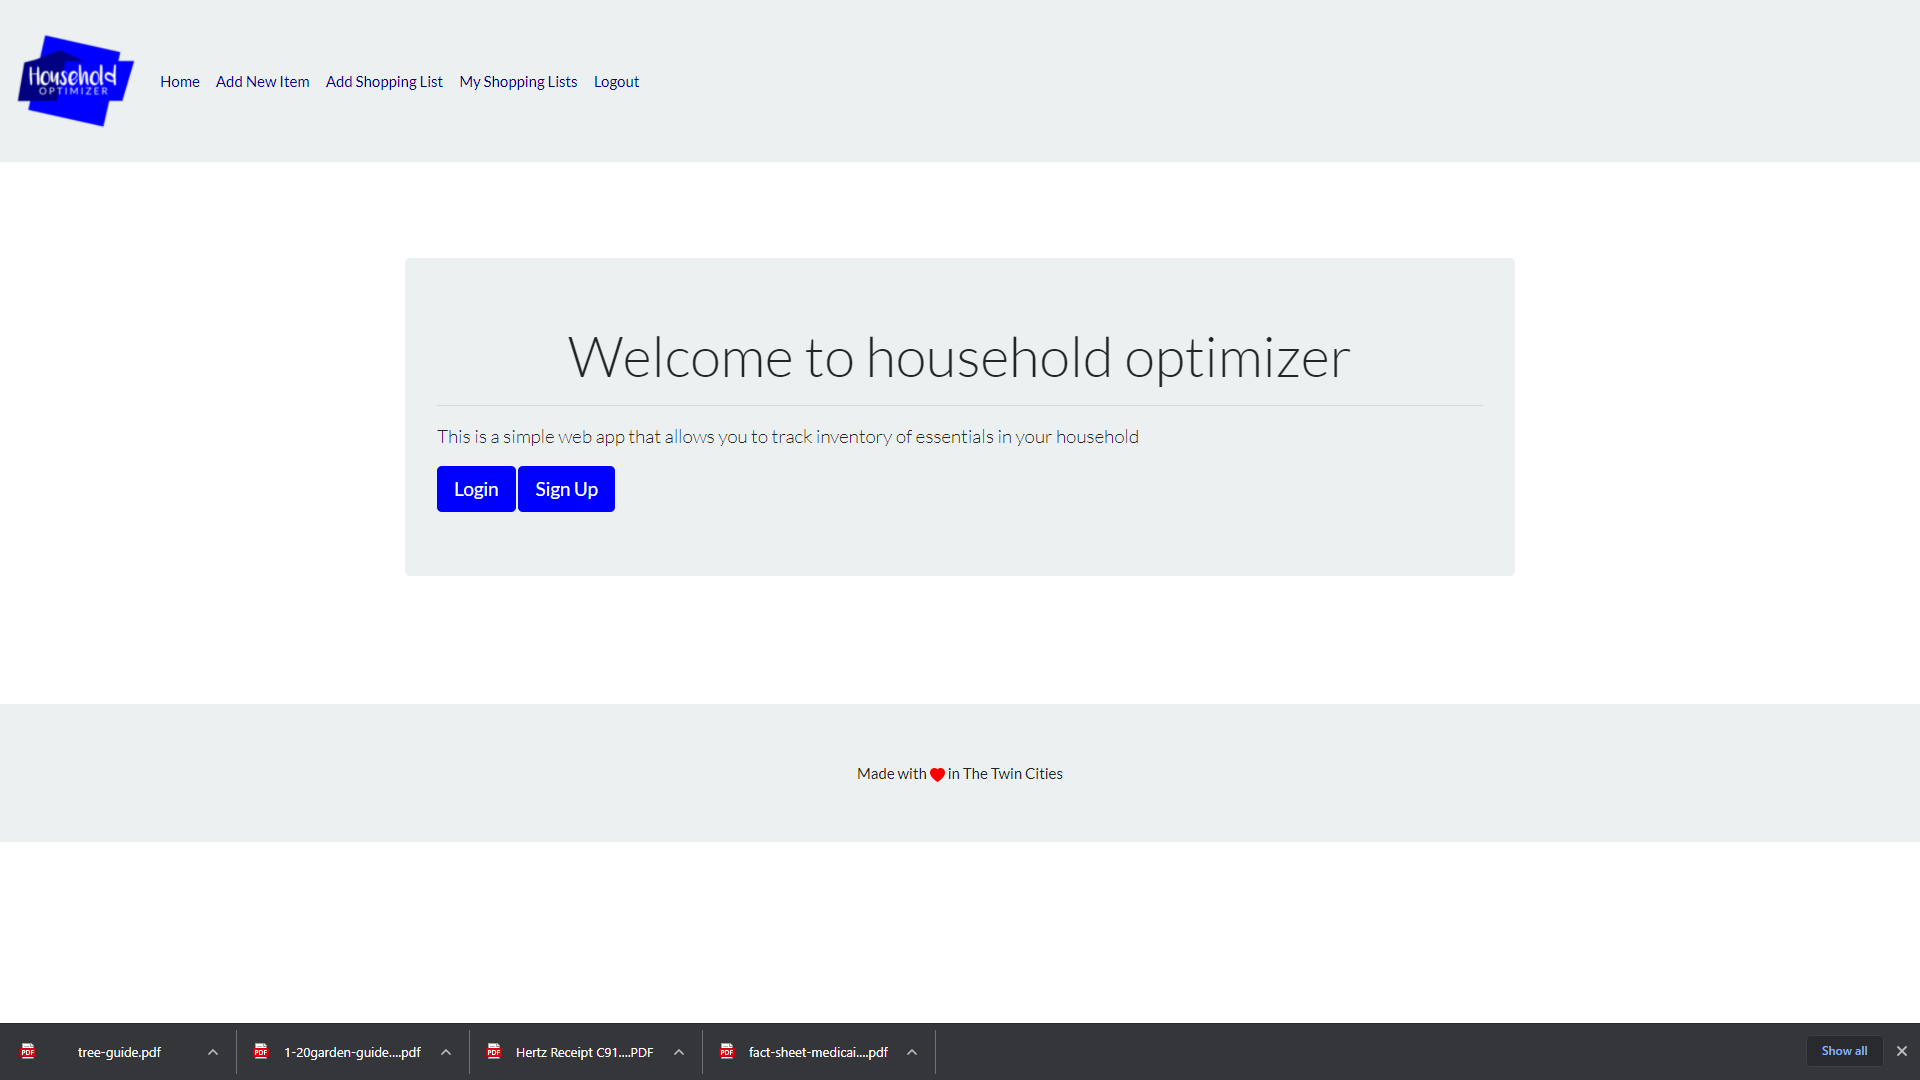 Household
OPTIMIZER
Home Add New Item Add Shopping List My Shopping Lists Logout
Welcome to household optimizer
This is a simple web app that allows you to track inventory of essentials in your household
Login Sign Up
Made with in The Twin Cities
PDF tree-guide.pdf PDF 1-20garden-guide....pdf PDF Hertz Receipt C91....PDF PDF fact-sheet-medicai....pdf Show all